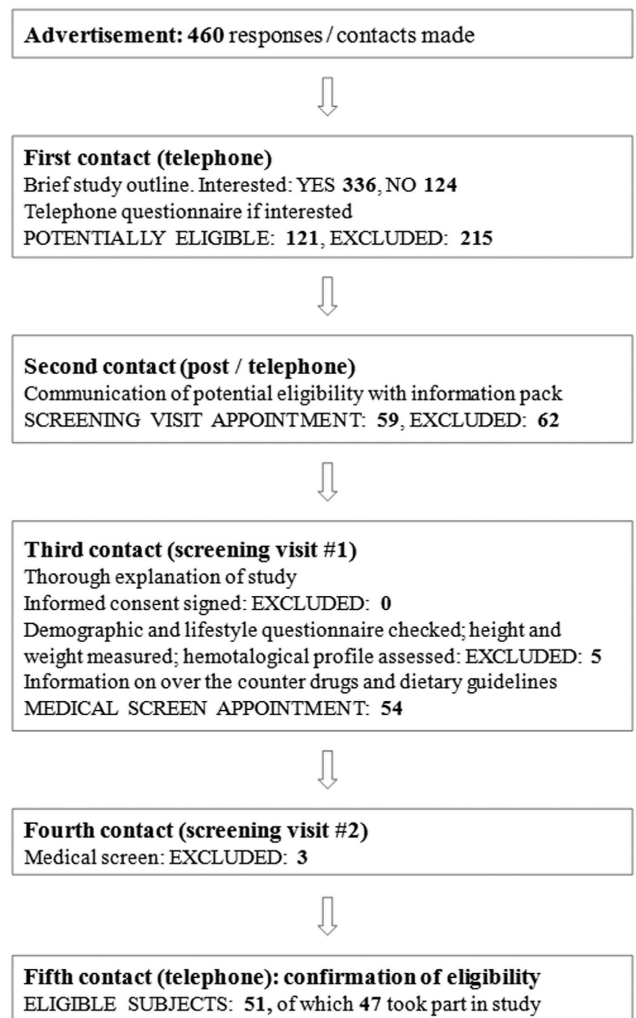 Advertisement: 460 responses / contacts made
First contact (telephone)
Brief study outline. Interested: YES 336, NO 124
Telephone questionnaire if interested
POTENTIALLY ELIGIBLE: 121, EXCLUDED: 215
Second contact (post / telephone)
Communication of potential eligibility with information pack
SCREENING VISIT APPOINTMENT: 59, EXCLUDED: 62
Third contact (screening visit #1)
Thorough explanation of study
Informed consent signed: EXCLUDED: 0
Demographic and lifestyle questionnaire checked; height and
weight measured; hemotalogical profile assessed: EXCLUDED: 5
Information on over the counter drugs and dietary guidelines
MEDICAL SCREEN APPOINTMENT: 54
Fourth contact (screening visit #2)
Medical screen: EXCLUDED: 3
Fifth contact (telephone): confirmation of eligibility
ELIGIBLE SUBJECTS: 51, of which 47 took part in study